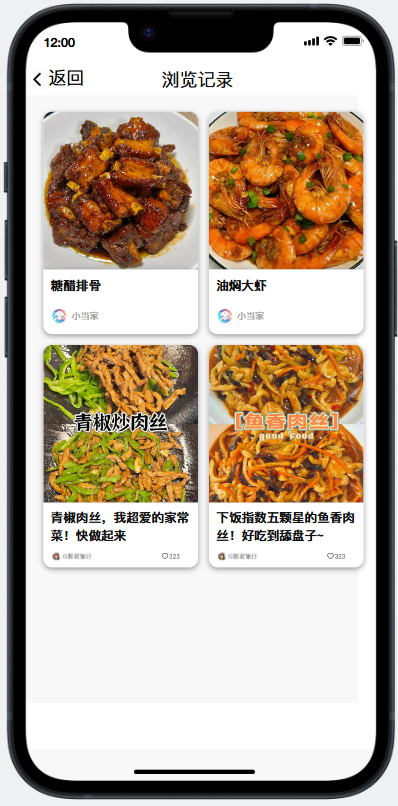 12:00
返回
浏览记录
糖醋排骨
小当家
油焖大虾
小当家
青椒炒肉丝
青椒肉丝，我超爱的家常
菜！快做起来
323
[鱼香肉丝]
good Food
下饭指数五颗星的鱼香肉
丝！好吃到舔盘子~
323